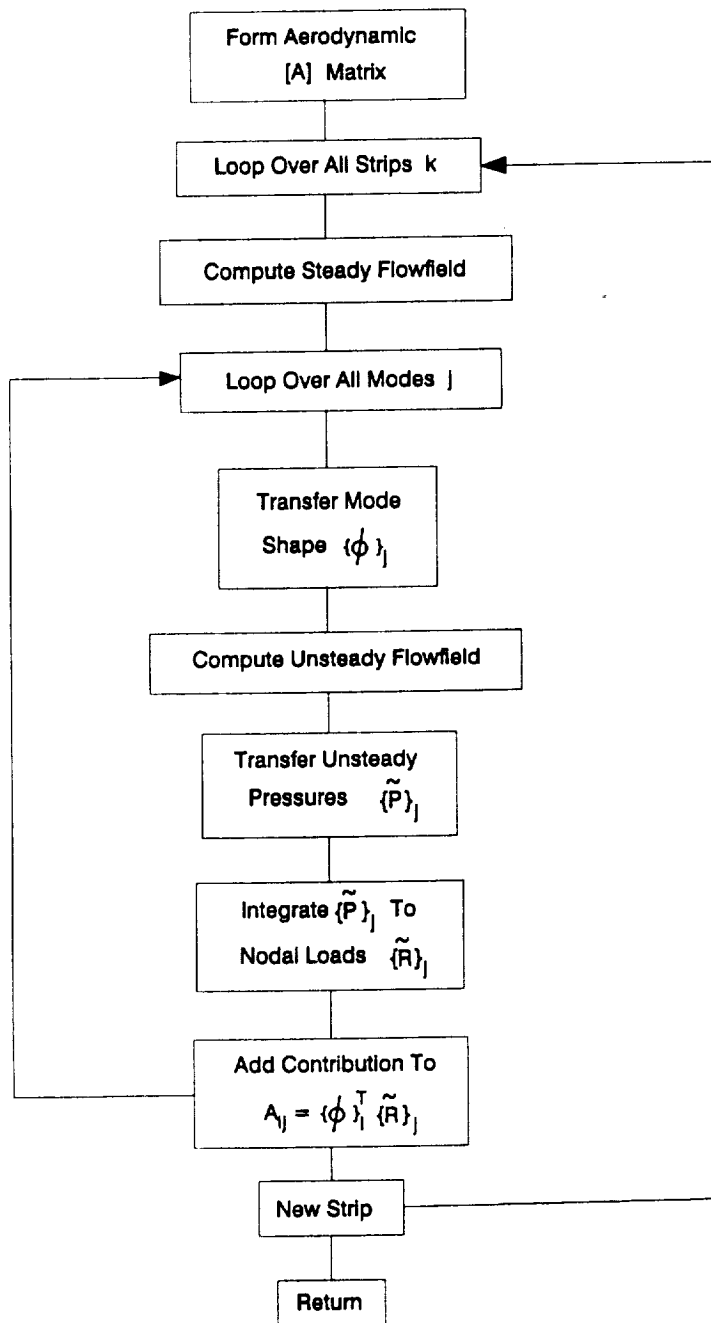 Form Aerodynamic
[A] Matrix
Loop Over All Strips k
Compute Steady Flowfield
Loop Over All Modes j
Transfer Mode
Shape {ϕ}j
Compute Unsteady Flowfield
Transfer Unsteady
Pressures {P̃}j
Integrate {P̃}j To
Nodal Loads {R̃}j
Add Contribution To
Aij = {ϕ}iT {R̃}j
New Strip
Return